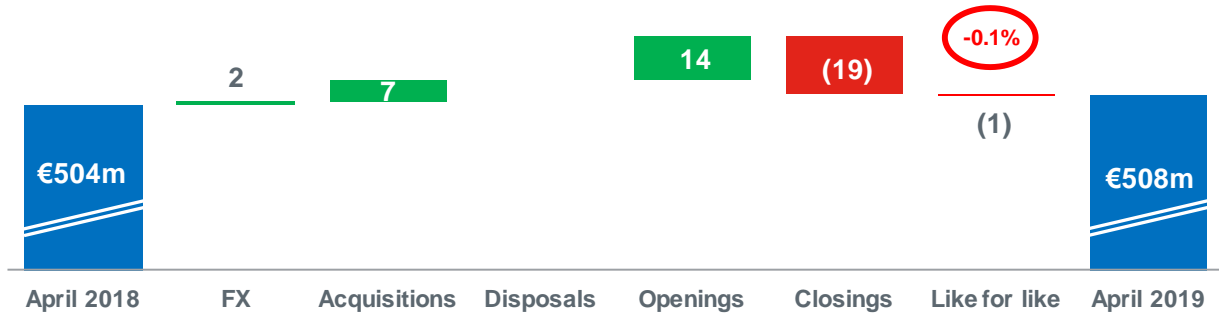 -0.1%
2
7
14
(19)
(1)
€504m
€508m
April 2018 FX Acquisitions Disposals Openings Closings Like for like April 2019